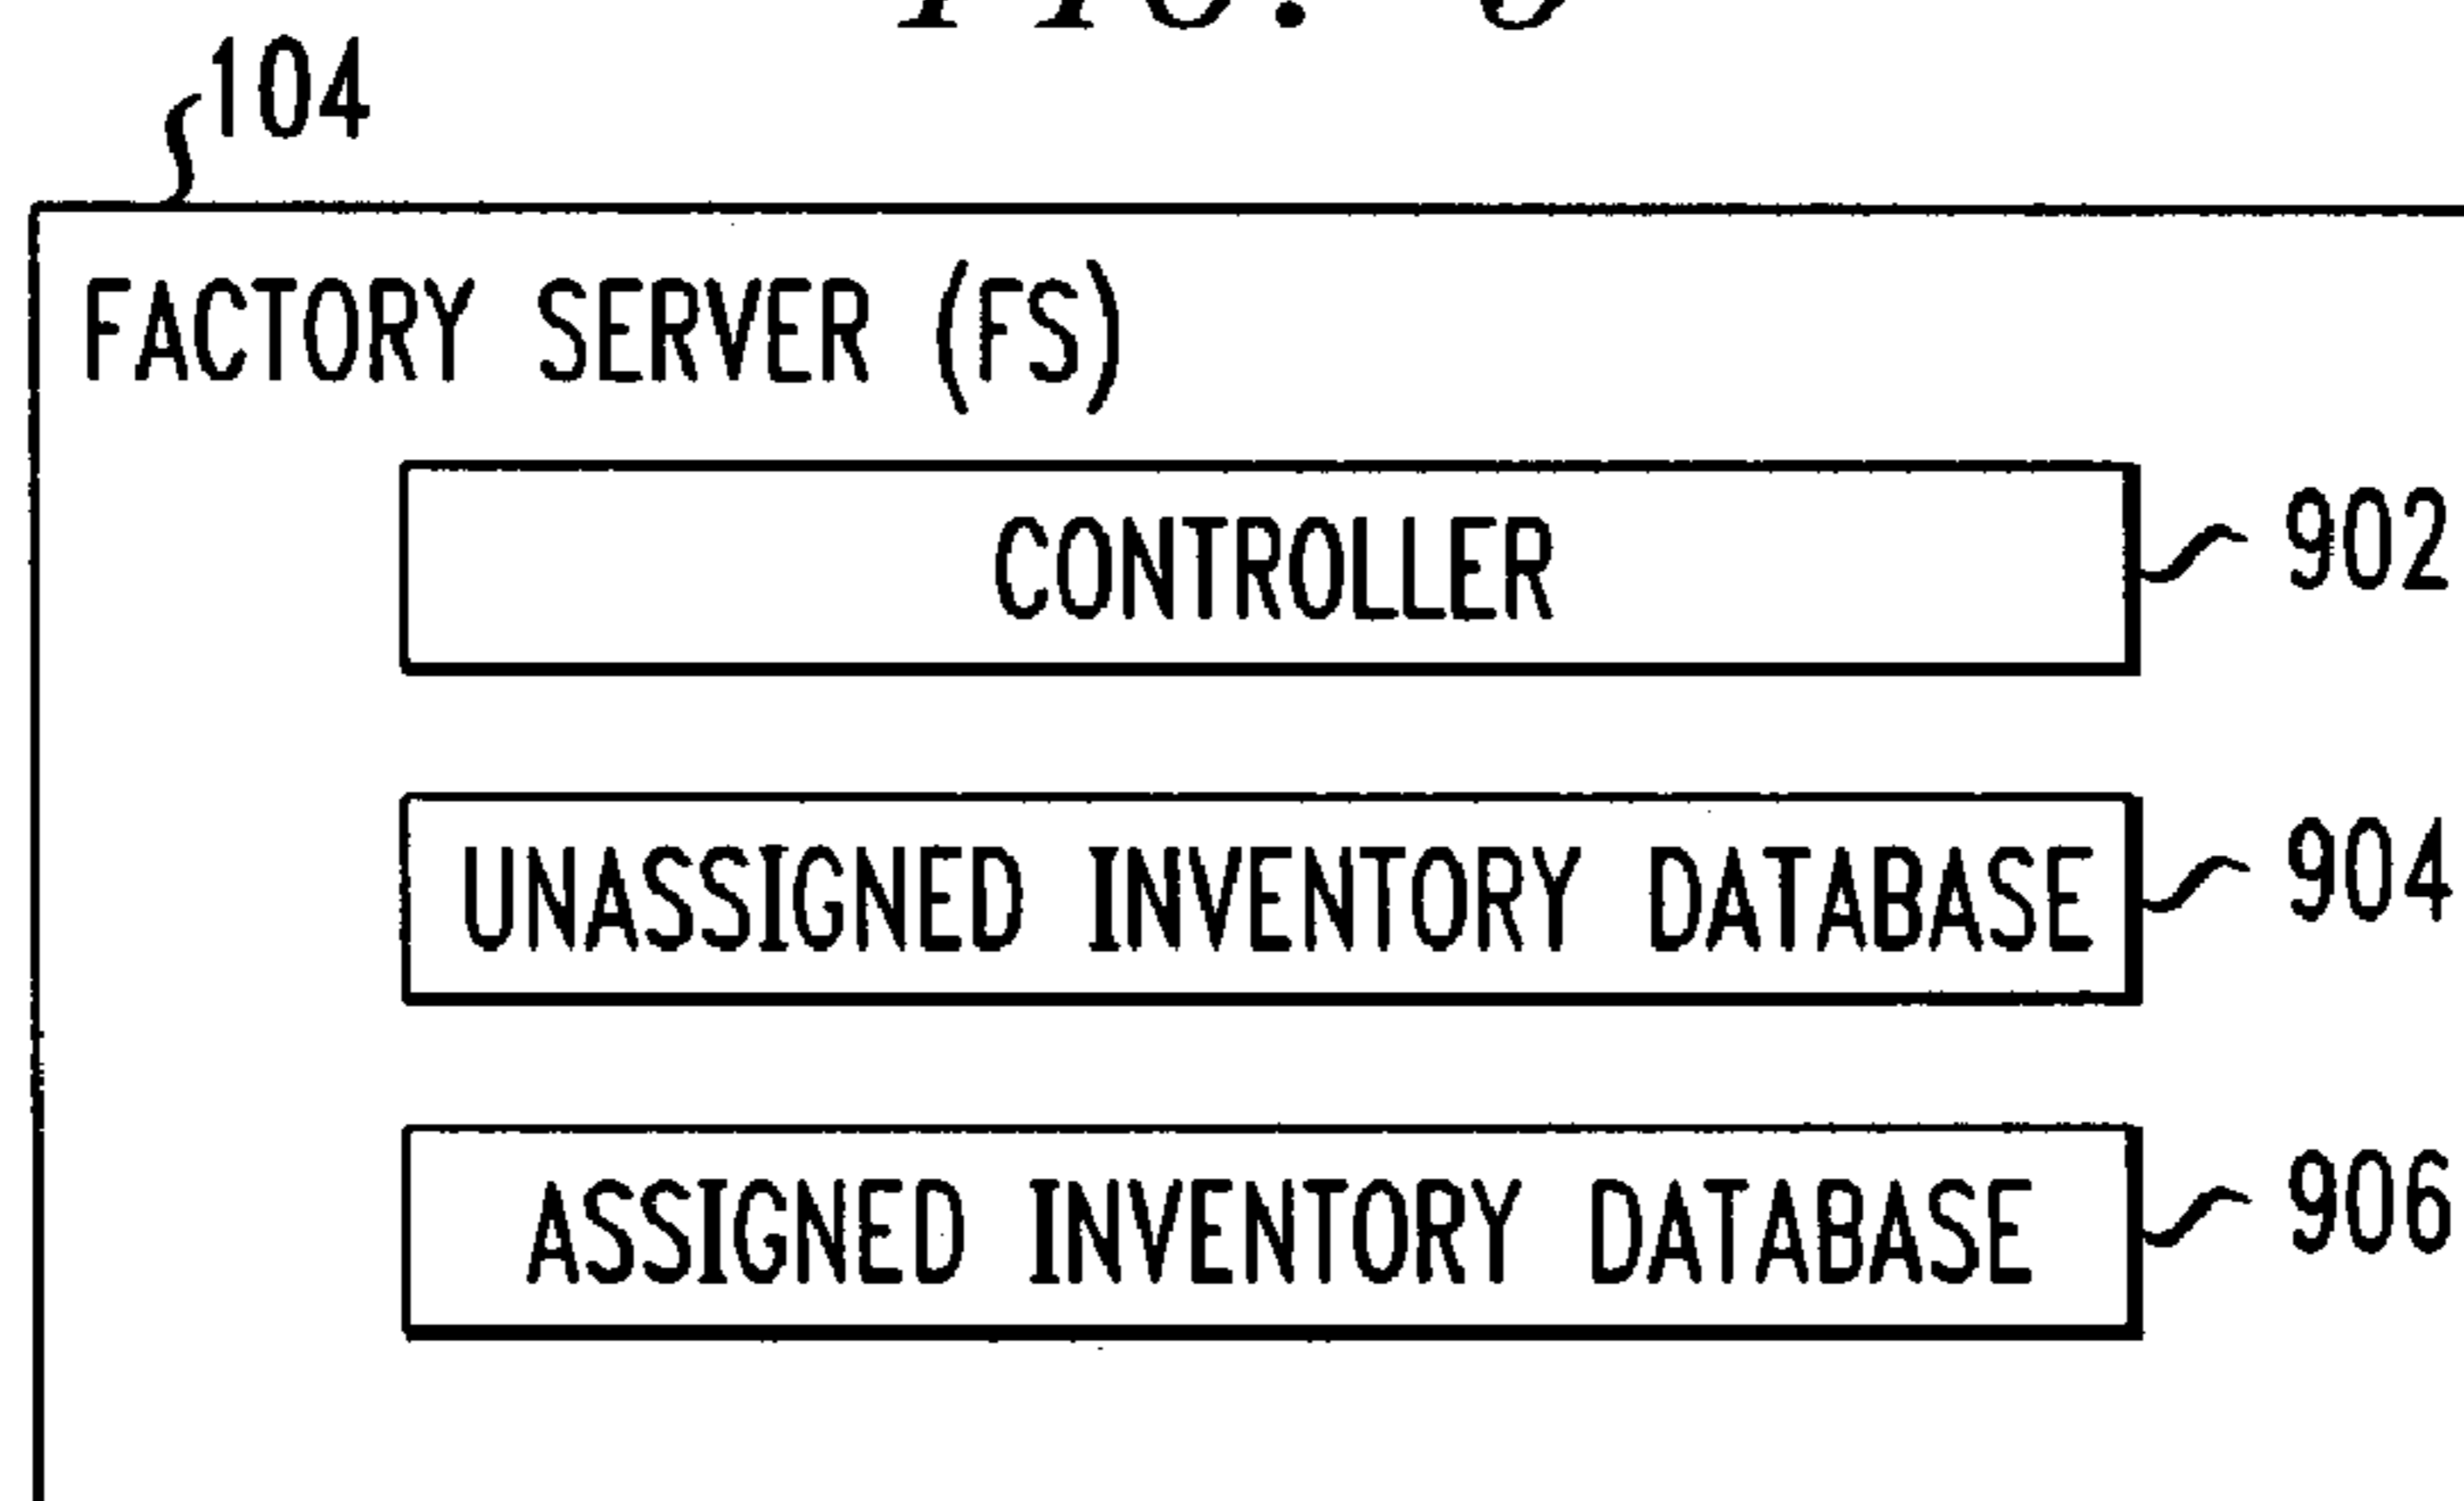 104
FACTORY SERVER (FS)
CONTROLLER
902
UNASSIGNED INVENTORY DATABASE
904
ASSIGNED INVENTORY DATABASE
906